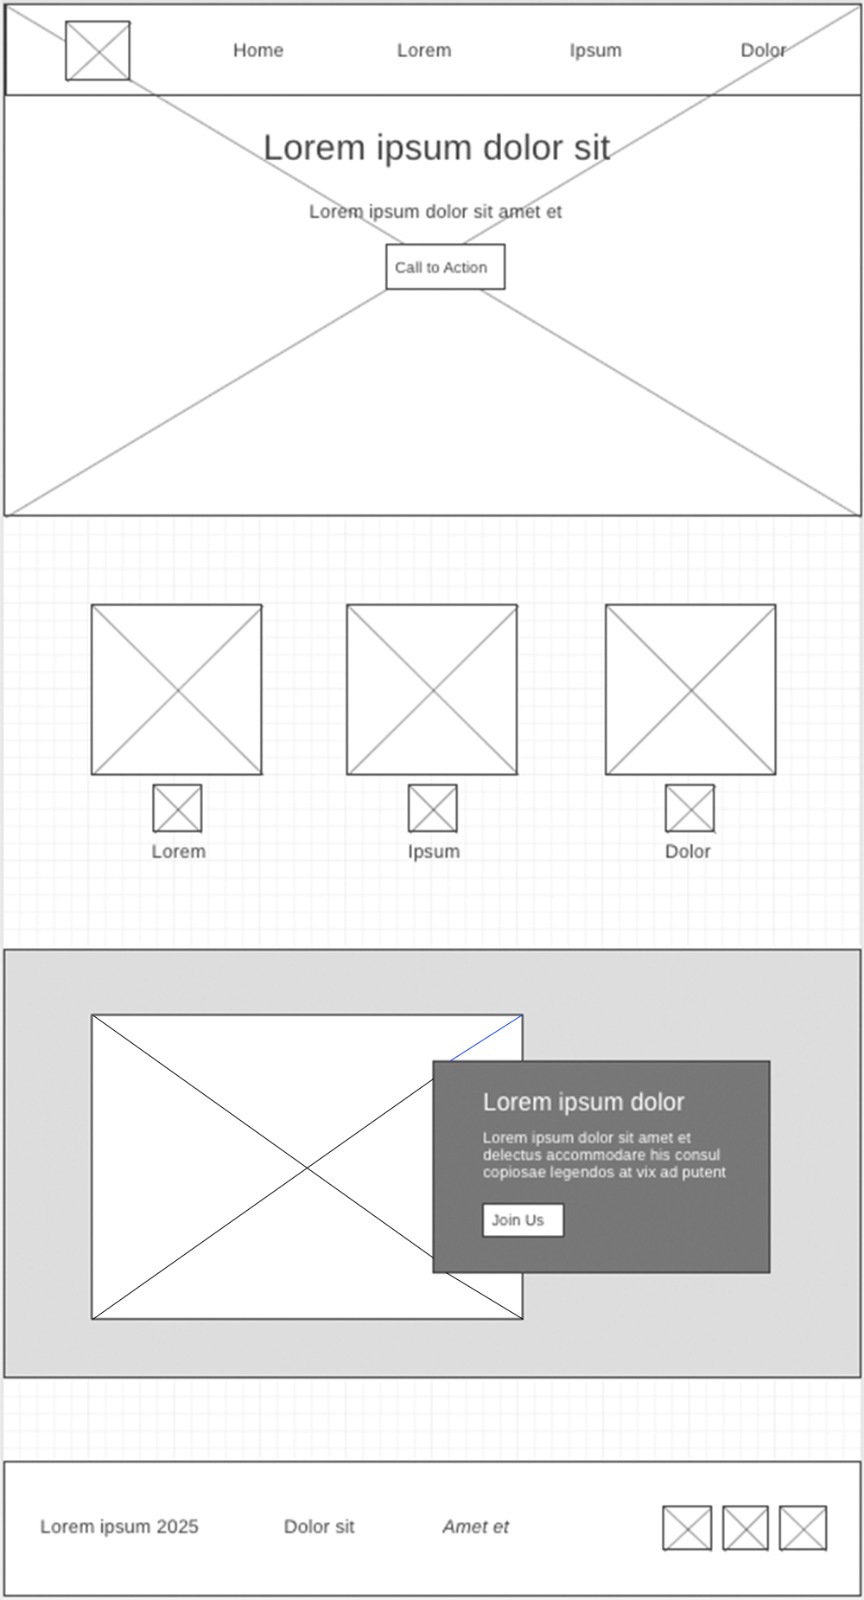 Home
Lorem
Ipsum
Dolor
Lorem ipsum dolor sit
Lorem ipsum dolor sit amet et
Call to Action
Lorem
Ipsum
Dolor
Lorem ipsum dolor
Lorem ipsum dolor sit amet et
delectus accommodare his consul
copiosae legendos at vix ad putent
Join Us
Lorem ipsum 2025
Dolor sit
Amet et